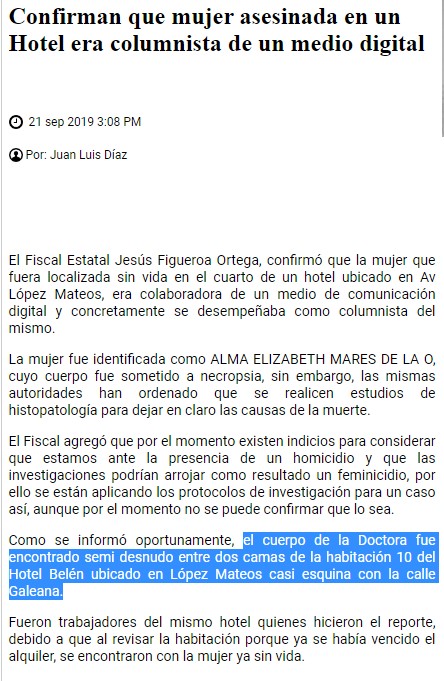 Confirman que mujer asesinada en un
Hotel era columnista de un medio digital
21 sep 2019 3:08 PM
Por: Juan Luis Díaz
El Fiscal Estatal Jesús Figueroa Ortega, confirmó que la mujer que
fuera localizada sin vida en el cuarto de un hotel ubicado en Av
López Mateos, era colaboradora de un medio de comunicación
digital y concretamente se desempeñaba como columnista del
mismo.
La mujer fue identificada como ALMA ELIZABETH MARES DE LA O,
cuyo cuerpo fue sometido a necropsia, sin embargo, las mismas
autoridades han ordenado que se realicen estudios de
histopatología para dejar en claro las causas de la muerte.
El Fiscal agregó que por el momento existen indicios para considerar
que estamos ante la presencia de un homicidio y que las
investigaciones podrían arrojar como resultado un feminicidio, por
ello se están aplicando los protocolos de investigación para un caso
así, aunque por el momento no se puede confirmar que lo sea.
Como se informó oportunamente, el cuerpo de la Doctora fue
encontrado semi desnudo entre dos camas de la habitación 10 del
Hotel Belén ubicado en López Mateos casi esquina con la calle
Galeana.
Fueron trabajadores del mismo hotel quienes hicieron el reporte,
debido a que al revisar la habitación porque ya se había vencido el
alquiler, se encontraron con la mujer ya sin vida.